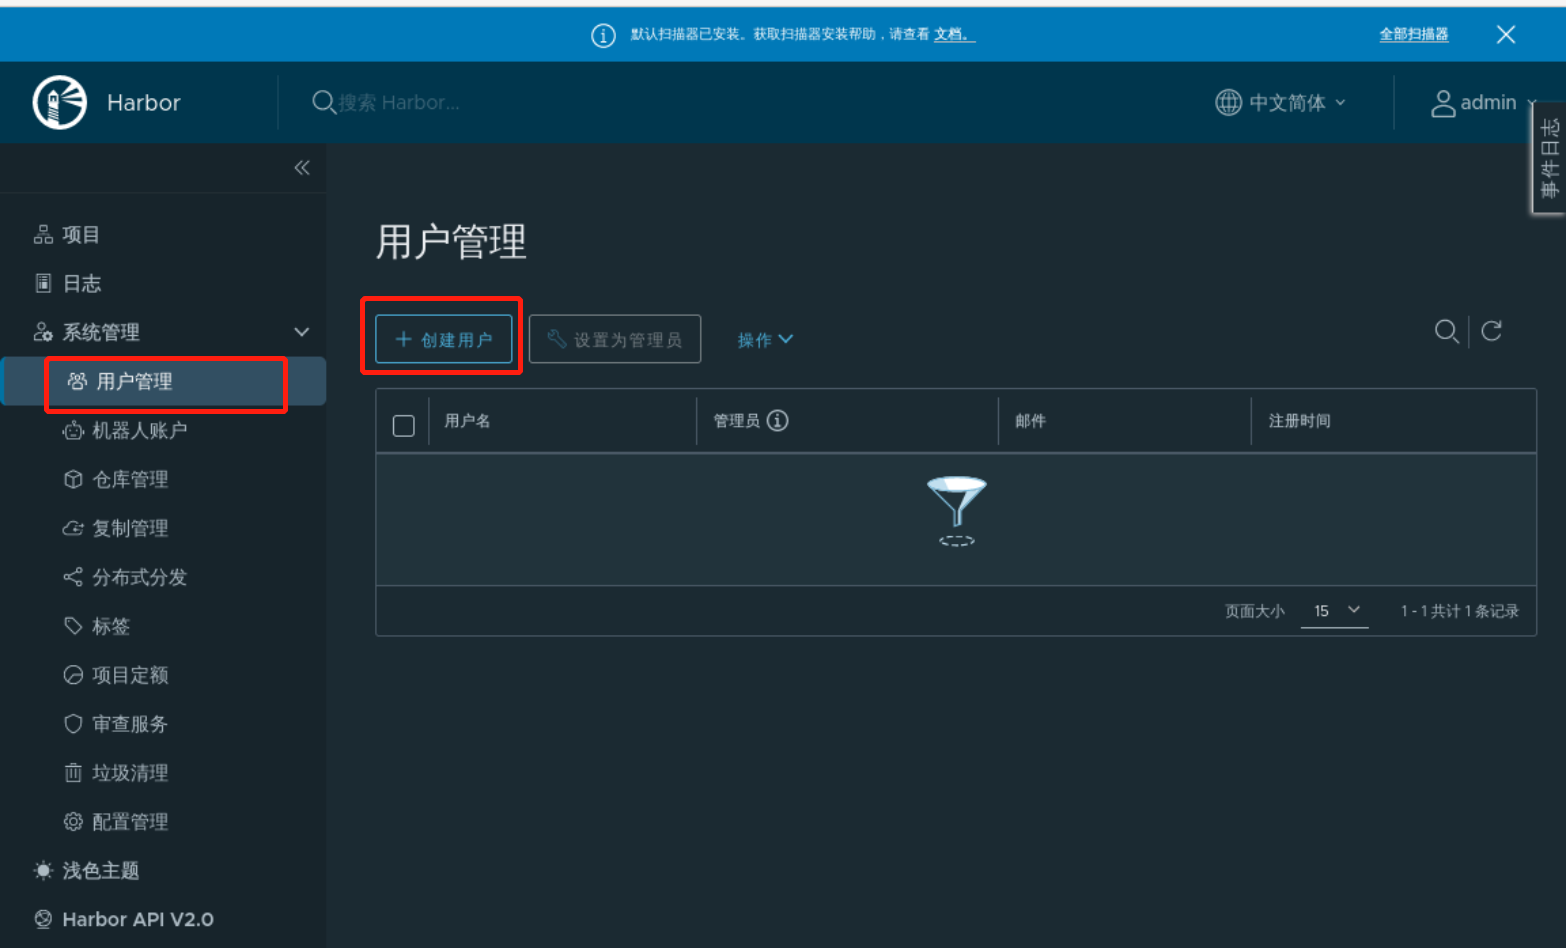 默认扫描器已安装。获取扫描器安装帮助，请查看 文档。
全部扫描器
Harbor
搜索 Harbor...
中文简体
admin
事件日志
项目
日志
系统管理
用户管理
机器人账户
仓库管理
复制管理
分布式分发
标签
项目定额
审查服务
垃圾清理
配置管理
浅色主题
Harbor API V2.0
用户管理
创建用户
设置为管理员
操作
用户名
管理员
邮件
注册时间
页面大小
15
1 - 1 共计 1 条记录